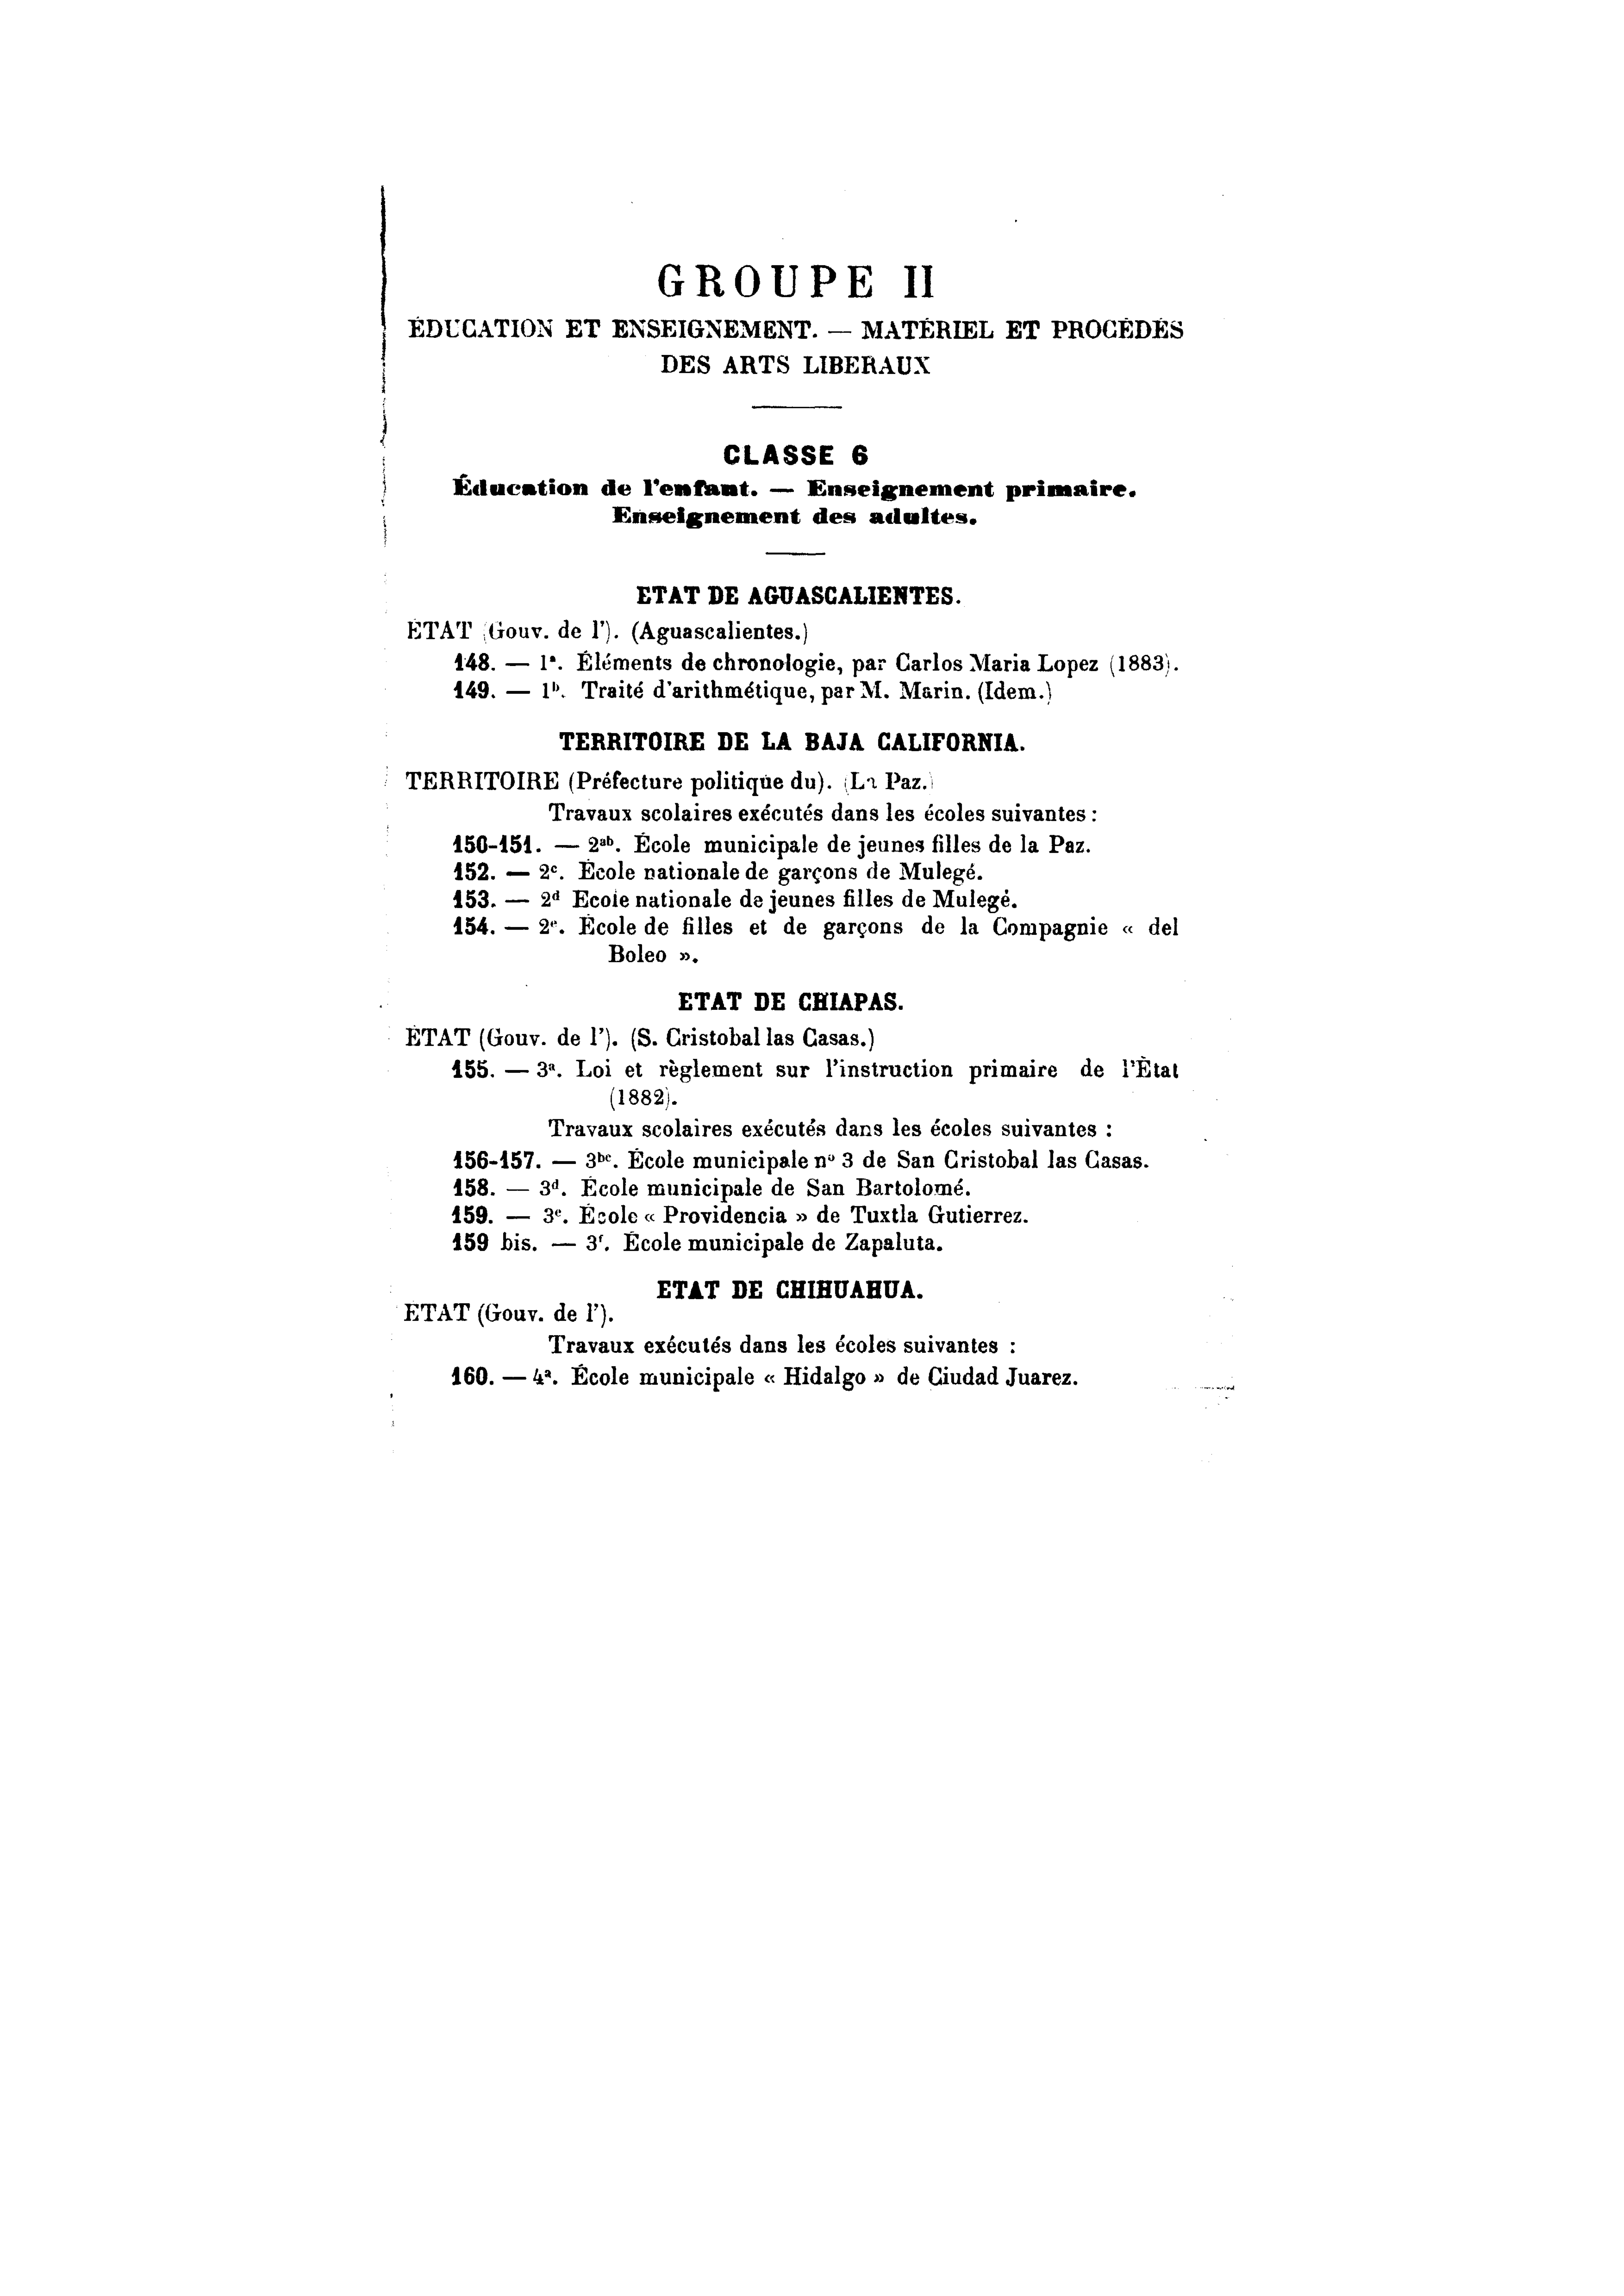 GROUPE II
ÉDUCATION ET ENSEIGNEMENT. — MATÉRIEL ET PROCÉDÉS
DES ARTS LIBERAUX
CLASSE 6
Éducation de l'enfant. — Enseignement primaire.
Enseignement des adultes.
ETAT DE AGUASCALIENTES.
ÉTAT (Gouv. de l'). (Aguascalientes.)
148. — 1ª. Éléments de chronologie, par Carlos Maria Lopez (1883).
149. — 1ᵇ. Traité d'arithmétique, par M. Marin. (Idem.)
TERRITOIRE DE LA BAJA CALIFORNIA.
TERRITOIRE (Préfecture politique du). (La Paz.)
Travaux scolaires exécutés dans les écoles suivantes :
150-151. — 2ᵃᵇ. École municipale de jeunes filles de la Paz.
152. — 2ᶜ. École nationale de garçons de Mulegé.
153. — 2ᵈ Ecole nationale de jeunes filles de Mulegé.
154. — 2ᵉ. École de filles et de garçons de la Compagnie « del
Boleo ».
ETAT DE CHIAPAS.
ÉTAT (Gouv. de l'). (S. Cristobal las Casas.)
155. — 3ª. Loi et règlement sur l'instruction primaire de l'État
(1882).
Travaux scolaires exécutés dans les écoles suivantes :
156-157. — 3ᵇᶜ. École municipale nº 3 de San Cristobal las Casas.
158. — 3ᵈ. École municipale de San Bartolomé.
159. — 3ᵉ. École « Providencia » de Tuxtla Gutierrez.
159 bis. — 3ᶠ. École municipale de Zapaluta.
ETAT DE CHIHUAHUA.
ÉTAT (Gouv. de l').
Travaux exécutés dans les écoles suivantes :
160. — 4ª. École municipale « Hidalgo » de Ciudad Juarez.